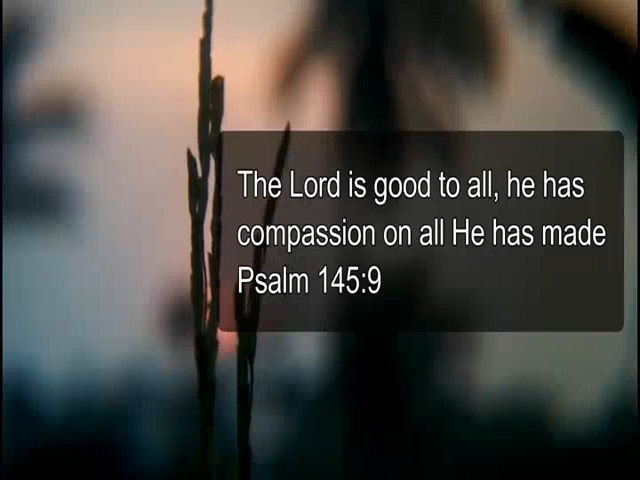 The Lord is good to all, he has
compassion on all He has made
Psalm 145:9